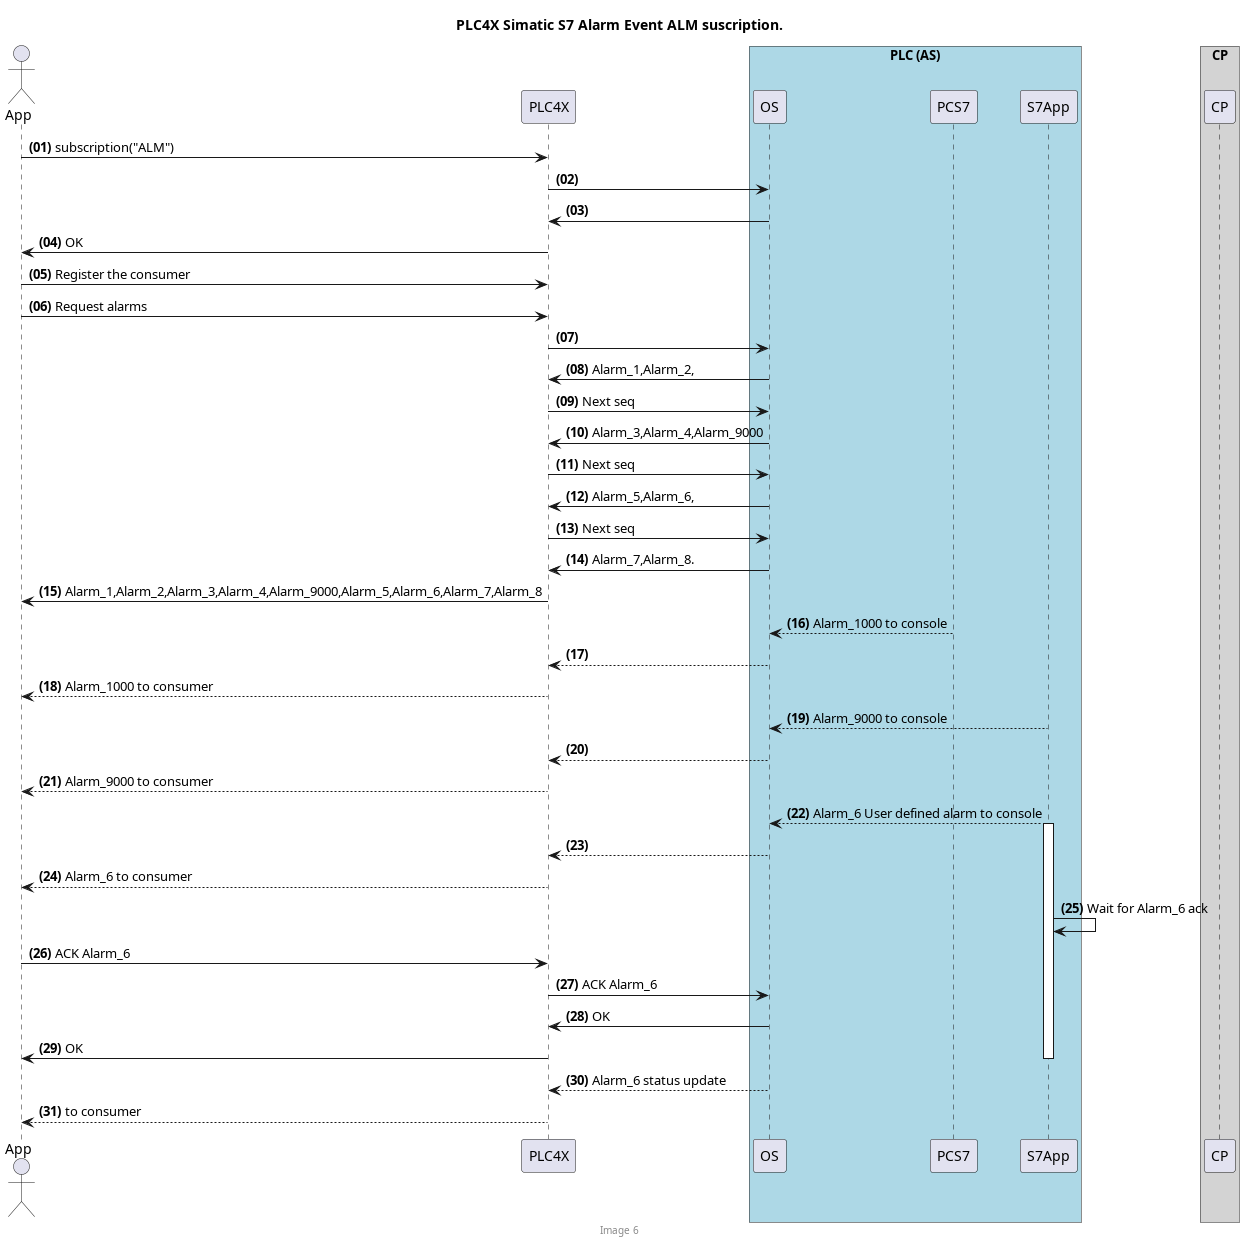 PLC4X Simatic S7 Alarm Event ALM suscription.
PLC (AS)
CP
App
PLC4X
OS
PCS7
S7App
CP
(01) subscription("ALM")
(02)
(03)
(04) OK
(05) Register the consumer
(06) Request alarms
(07)
(08) Alarm_1,Alarm_2,
(09) Next seq
(10) Alarm_3,Alarm_4,Alarm_9000
(11) Next seq
(12) Alarm_5,Alarm_6,
(13) Next seq
(14) Alarm_7,Alarm_8.
(15) Alarm_1,Alarm_2,Alarm_3,Alarm_4,Alarm_9000,Alarm_5,Alarm_6,Alarm_7,Alarm_8
(16) Alarm_1000 to console
(17)
(18) Alarm_1000 to consumer
(19) Alarm_9000 to console
(20)
(21) Alarm_9000 to consumer
(22) Alarm_6 User defined alarm to console
(23)
(24) Alarm_6 to consumer
(25) Wait for Alarm_6 ack
(26) ACK Alarm_6
(27) ACK Alarm_6
(28) OK
(29) OK
(30) Alarm_6 status update
(31) to consumer
App
PLC4X
OS
PCS7
S7App
CP
Image 6